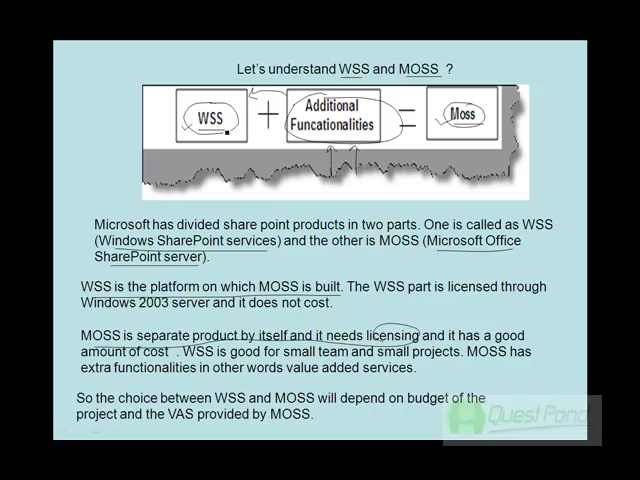 Let's understand WSS and MOSS ?
WSS + Additional Funcationalities = Moss
Microsoft has divided share point products in two parts. One is called as WSS
(Windows SharePoint services) and the other is MOSS (Microsoft Office
SharePoint server).
WSS is the platform on which MOSS is built. The WSS part is licensed through
Windows 2003 server and it does not cost.
MOSS is separate product by itself and it needs licensing and it has a good
amount of cost . WSS is good for small team and small projects. MOSS has
extra functionalities in other words value added services.
So the choice between WSS and MOSS will depend on budget of the
project and the VAS provided by MOSS.
QuestPond